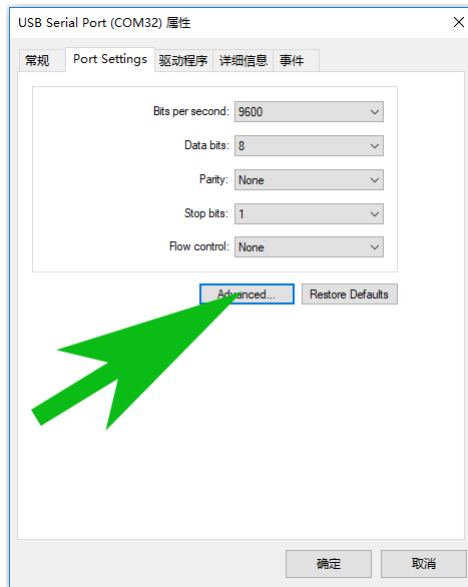 USB Serial Port (COM32) 属性
常规 Port Settings 驱动程序 详细信息 事件
Bits per second: 9600
Data bits: 8
Parity: None
Stop bits: 1
Flow control: None
Advanced... Restore Defaults
确定 取消